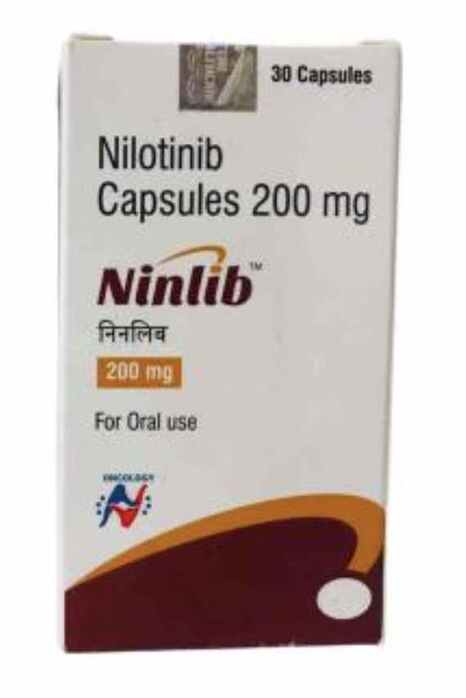 30 Capsules
Nilotinib
Capsules 200 mg
Ninlib™
निनलिब
200 mg
For Oral use
ONCOLOGY